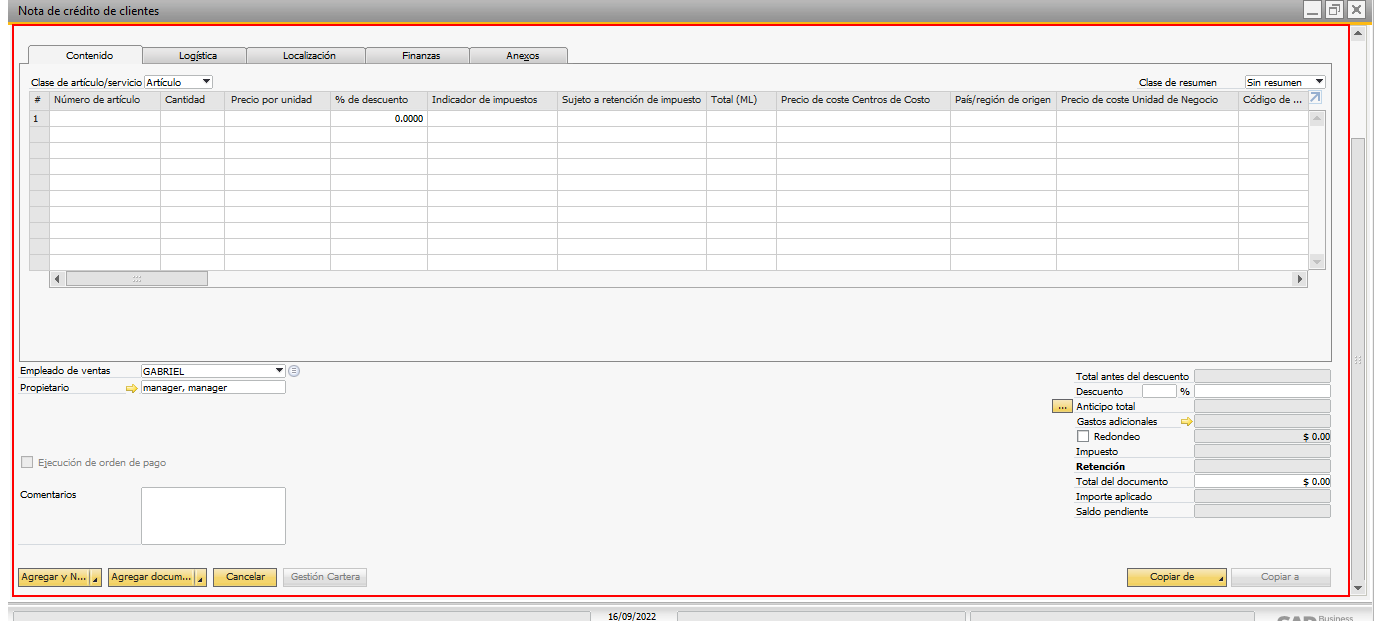 Nota de crédito de clientes
Contenido Logística Localización Finanzas Anexos
Clase de artículo/servicio Artículo Clase de resumen Sin resumen
# Número de artículo Cantidad Precio por unidad % de descuento Indicador de impuestos Sujeto a retención de impuesto Total (ML) Precio de coste Centros de Costo País/región de origen Precio de coste Unidad de Negocio Código de ...
1 0.0000
Empleado de ventas GABRIEL
Propietario manager, manager
Total antes del descuento
Descuento %
... Anticipo total
Gastos adicionales
Redondeo $ 0.00
Ejecución de orden de pago
Impuesto
Retención
Total del documento $ 0.00
Comentarios
Importe aplicado
Saldo pendiente
Agregar y N... Agregar docum... Cancelar Gestión Cartera Copiar de Copiar a
16/09/2022
SAP Business